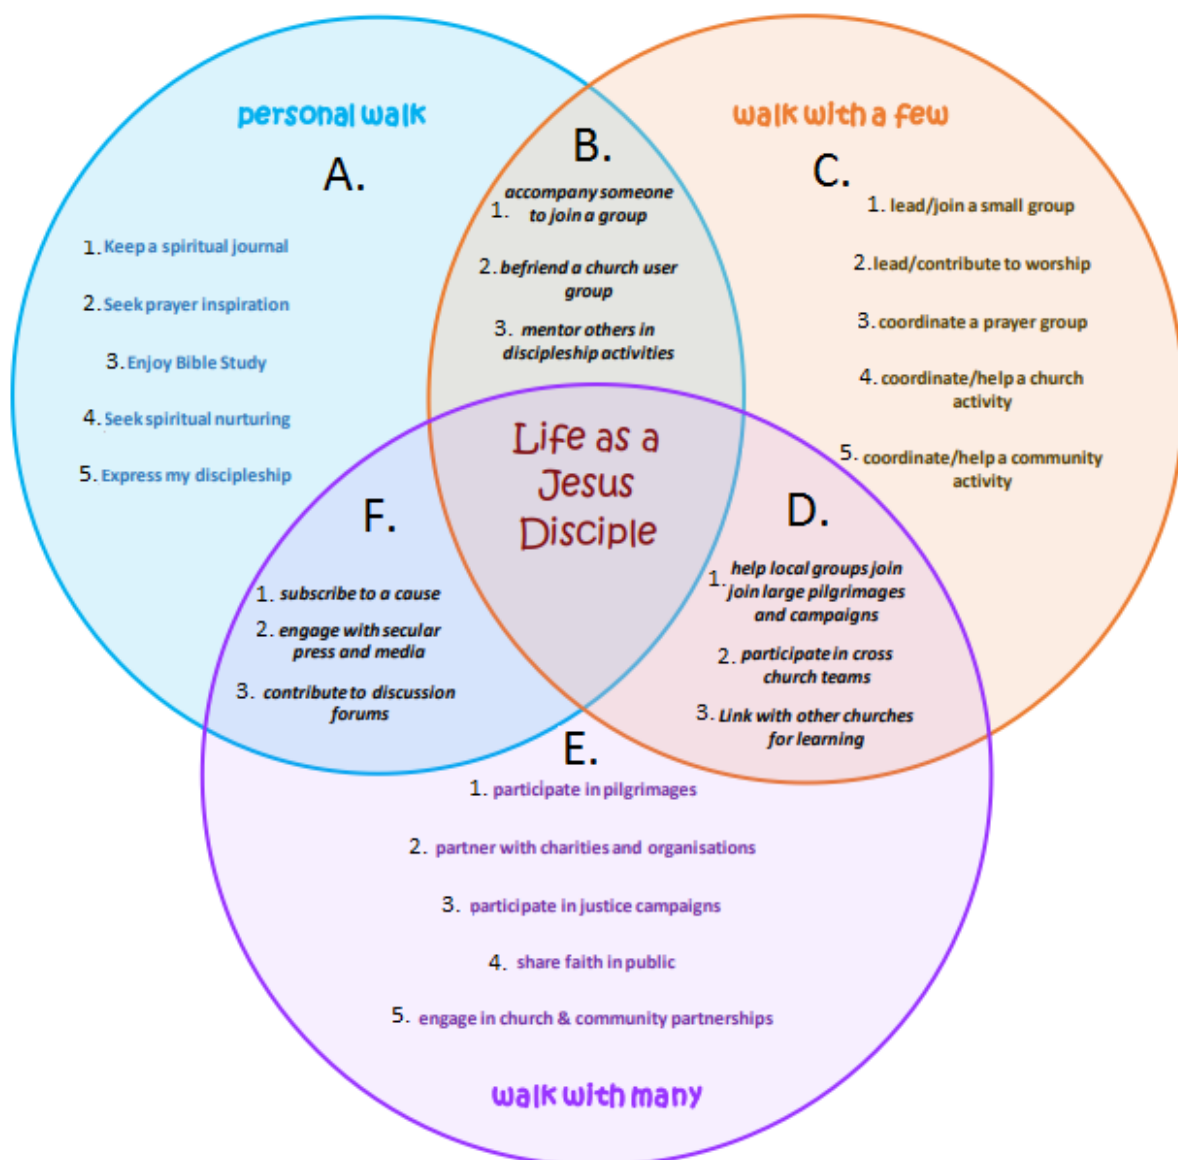 personal walk
A.
1. Keep a spiritual journal
2. Seek prayer inspiration
3. Enjoy Bible Study
4. Seek spiritual nurturing
5. Express my discipleship
B.
1. accompany someone
to join a group
2. befriend a church user
group
3. mentor others in
discipleship activities
walk with a few
C.
1. lead/join a small group
2. lead/contribute to worship
3. coordinate a prayer group
4. coordinate/help a church
activity
5. coordinate/help a community
activity
Life as a
Jesus
Disciple
F.
1. subscribe to a cause
2. engage with secular
press and media
3. contribute to discussion
forums
D.
1. help local groups join
join large pilgrimages
and campaigns
2. participate in cross
church teams
3. Link with other churches
for learning
E.
1. participate in pilgrimages
2. partner with charities and organisations
3. participate in justice campaigns
4. share faith in public
5. engage in church & community partnerships
walk with many